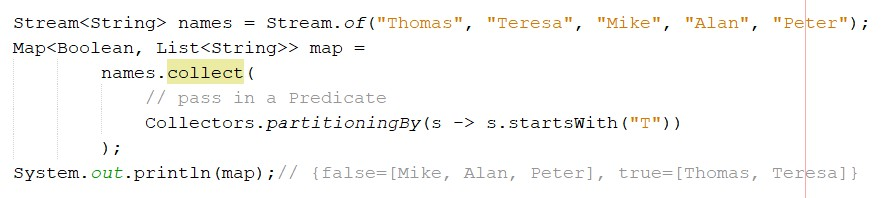 Stream<String> names = Stream.of("Thomas", "Teresa", "Mike", "Alan", "Peter");
Map<Boolean, List<String>> map =
names.collect(
// pass in a Predicate
Collectors.partitioningBy(s -> s.startsWith("T"))
);
System.out.println(map);// {false=[Mike, Alan, Peter], true=[Thomas, Teresa]}